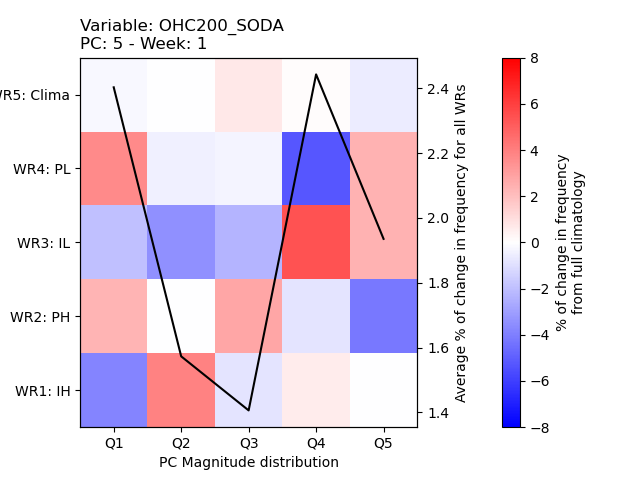 Variable: OHC200_SODA
PC: 5 - Week: 1
R5: Clima
WR4: PL
WR3: IL
WR2: PH
WR1: IH
Q1 Q2 Q3 Q4 Q5
PC Magnitude distribution
2.4
2.2
2.0
1.8
1.6
1.4
Average % of change in frequency for all WRs
8
6
4
2
0
−2
−4
−6
−8
% of change in frequency
from full climatology